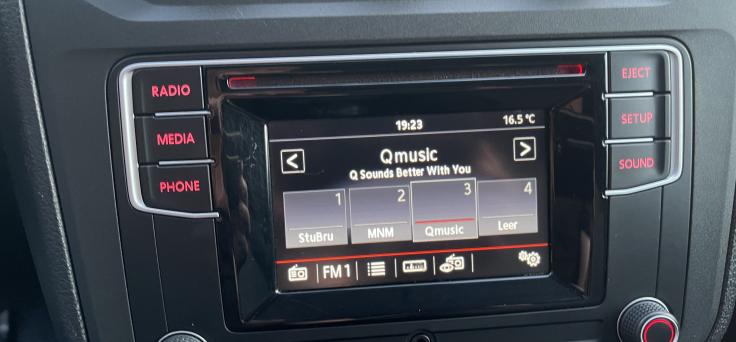 RADIO
MEDIA
PHONE
19:23
16.5 °C
< Qmusic >
Q Sounds Better With You
1 2 3 4
StuBru MNM Qmusic Leer
FM1
EJECT
SETUP
SOUND